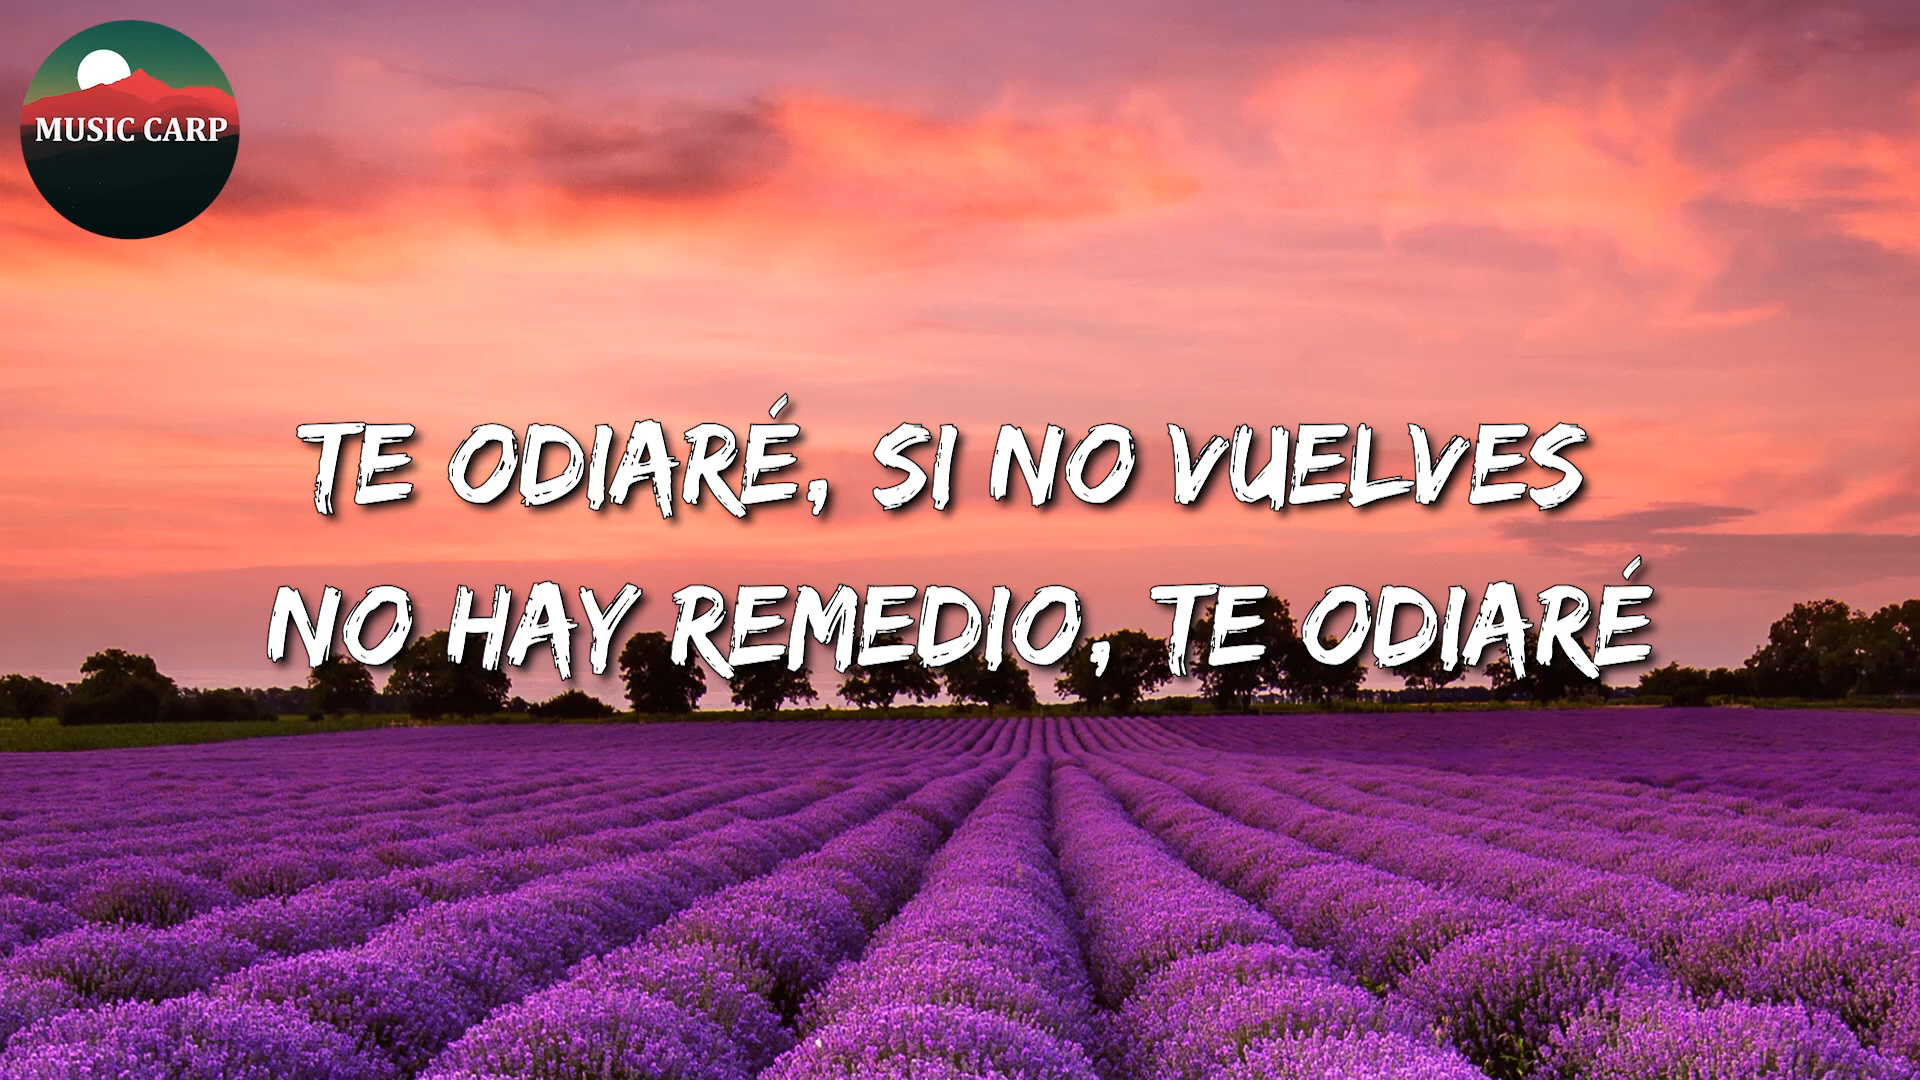 MUSIC CARP
TE ODIARÉ, SI NO VUELVES
NO HAY REMEDIO, TE ODIARÉ